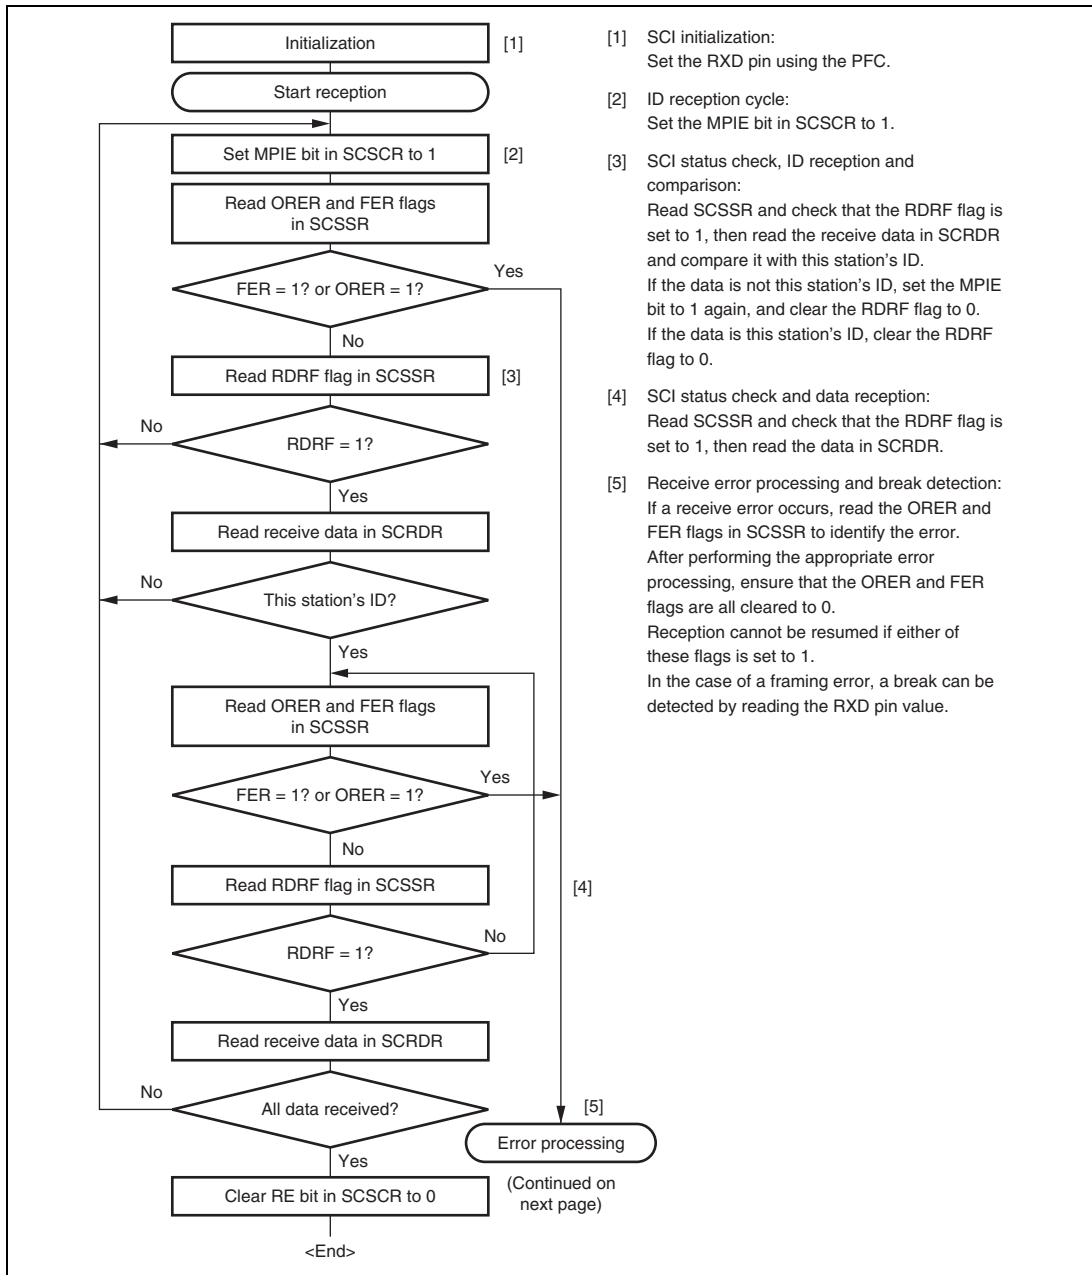 Initialization
[1]
Start reception
Set MPIE bit in SCSCR to 1
[2]
Read ORER and FER flags
in SCSSR
FER = 1? or ORER = 1?
Yes
No
Read RDRF flag in SCSSR
[3]
No
RDRF = 1?
Yes
Read receive data in SCRDR
No
This station's ID?
Yes
Read ORER and FER flags
in SCSSR
Yes
FER = 1? or ORER = 1?
No
Read RDRF flag in SCSSR
[4]
No
RDRF = 1?
Yes
Read receive data in SCRDR
No
All data received?
[5]
Error processing
Yes
(Continued on
next page)
Clear RE bit in SCSCR to 0
<End>
[1] SCI initialization:
Set the RXD pin using the PFC.
[2] ID reception cycle:
Set the MPIE bit in SCSCR to 1.
[3] SCI status check, ID reception and
comparison:
Read SCSSR and check that the RDRF flag is
set to 1, then read the receive data in SCRDR
and compare it with this station's ID.
If the data is not this station's ID, set the MPIE
bit to 1 again, and clear the RDRF flag to 0.
If the data is this station's ID, clear the RDRF
flag to 0.
[4] SCI status check and data reception:
Read SCSSR and check that the RDRF flag is
set to 1, then read the data in SCRDR.
[5] Receive error processing and break detection:
If a receive error occurs, read the ORER and
FER flags in SCSSR to identify the error.
After performing the appropriate error
processing, ensure that the ORER and FER
flags are all cleared to 0.
Reception cannot be resumed if either of
these flags is set to 1.
In the case of a framing error, a break can be
detected by reading the RXD pin value.